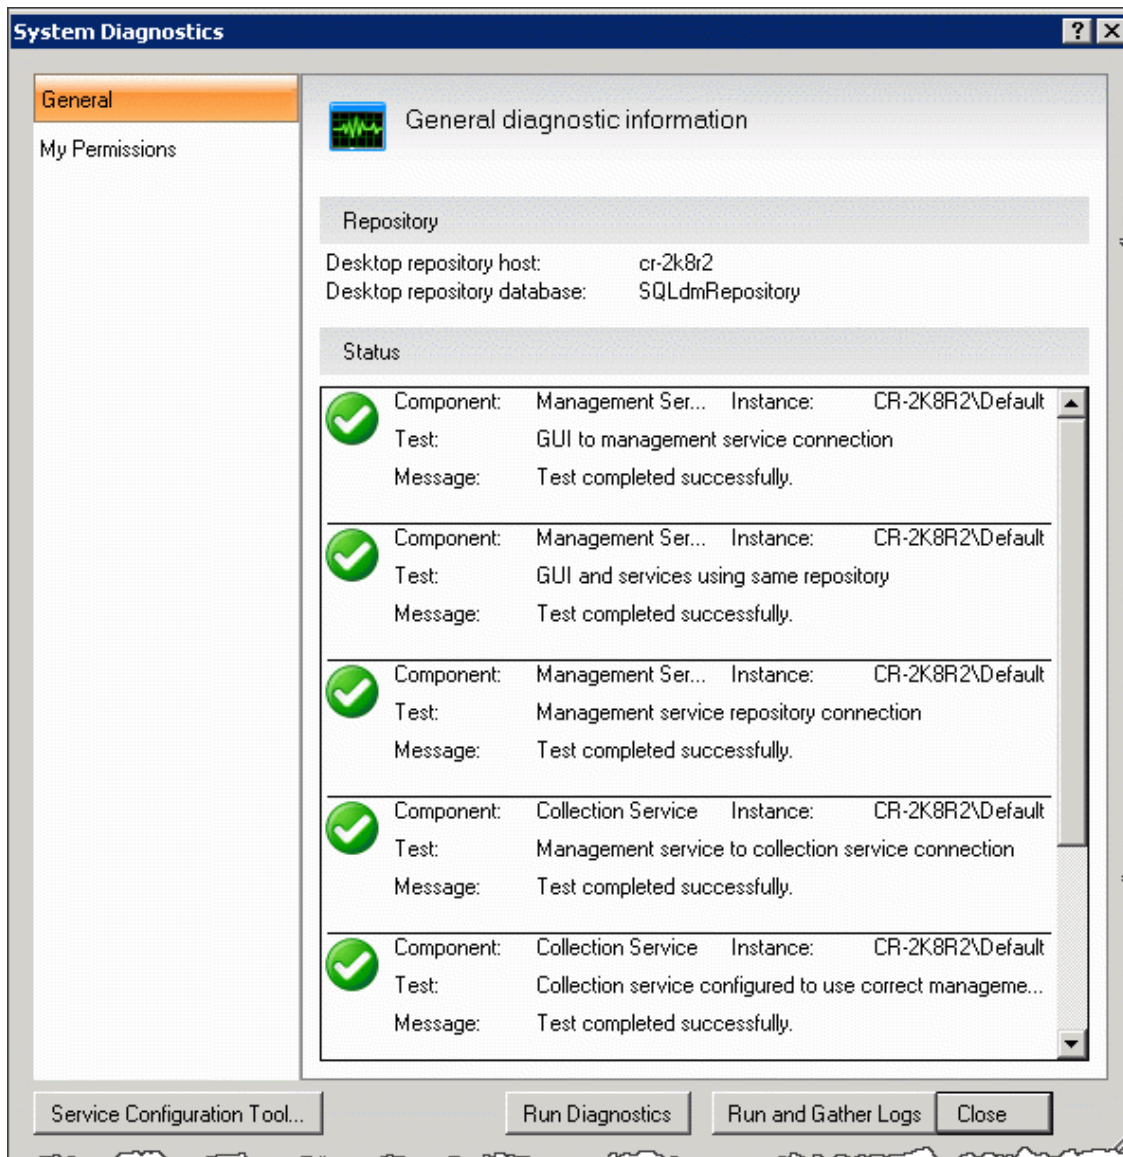 System Diagnostics
General
My Permissions
General diagnostic information
Repository
Desktop repository host: cr-2k8r2
Desktop repository database: SQLdmRepository
Status
Component: Management Ser... Instance: CR-2K8R2\Default
Test: GUI to management service connection
Message: Test completed successfully.
Component: Management Ser... Instance: CR-2K8R2\Default
Test: GUI and services using same repository
Message: Test completed successfully.
Component: Management Ser... Instance: CR-2K8R2\Default
Test: Management service repository connection
Message: Test completed successfully.
Component: Collection Service Instance: CR-2K8R2\Default
Test: Management service to collection service connection
Message: Test completed successfully.
Component: Collection Service Instance: CR-2K8R2\Default
Test: Collection service configured to use correct manageme...
Message: Test completed successfully.
Service Configuration Tool... Run Diagnostics Run and Gather Logs Close